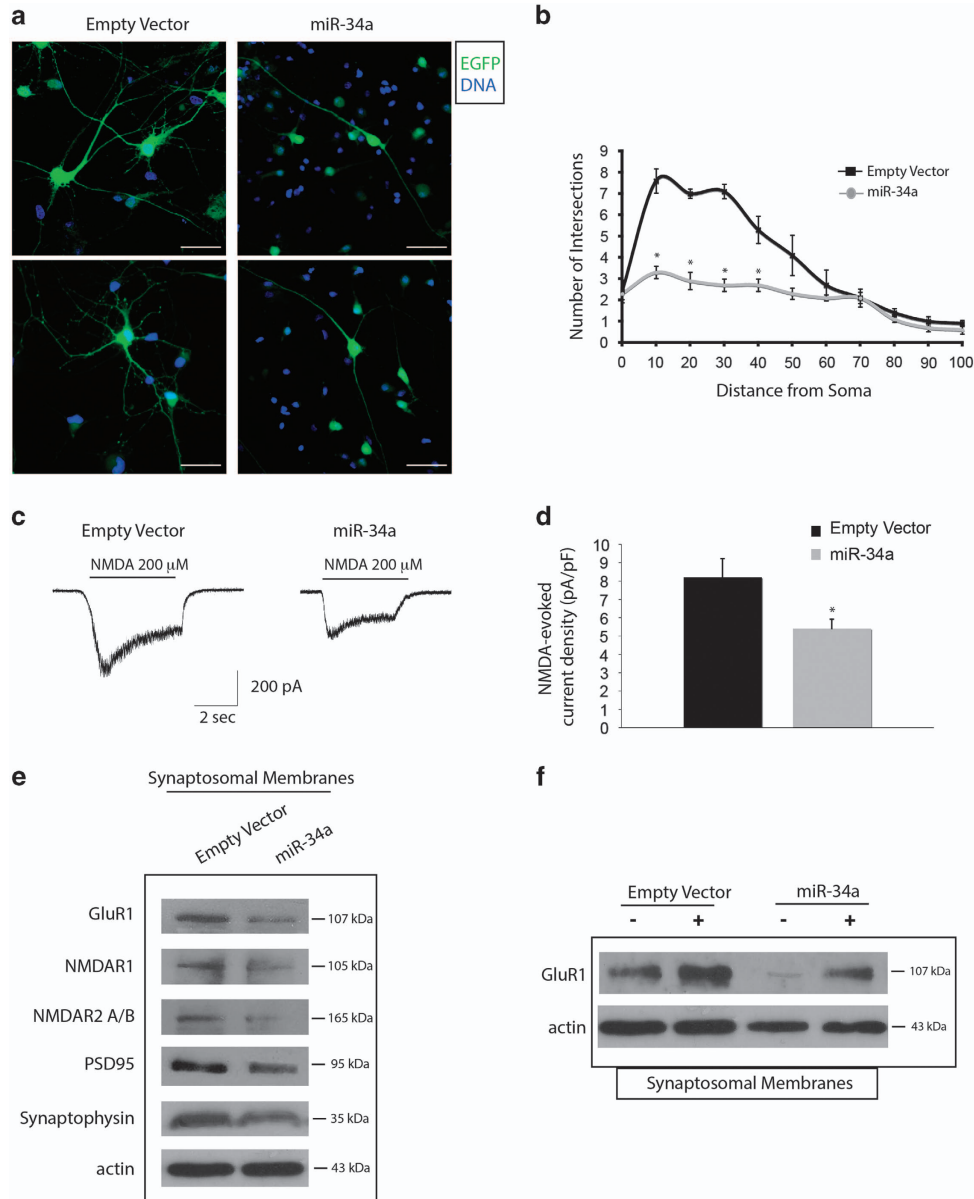 a
Empty Vector
miR-34a
EGFP
DNA
b
9
8
7
6
5
4
3
2
1
0
Number of Intersections
Empty Vector
miR-34a
*
*
*
*
0 10 20 30 40 50 60 70 80 90 100
Distance from Soma
c
Empty Vector
miR-34a
NMDA 200 μM
NMDA 200 μM
200 pA
2 sec
d
Empty Vector
miR-34a
NMDA-evoked
current density (pA/pF)
10
9
8
7
6
5
4
3
2
1
0
*
e
Synaptosomal Membranes
Empty Vector
miR-34a
GluR1
107 kDa
NMDAR1
105 kDa
NMDAR2 A/B
165 kDa
PSD95
95 kDa
Synaptophysin
35 kDa
actin
43 kDa
f
Empty Vector
miR-34a
- + - +
GluR1
107 kDa
actin
43 kDa
Synaptosomal Membranes